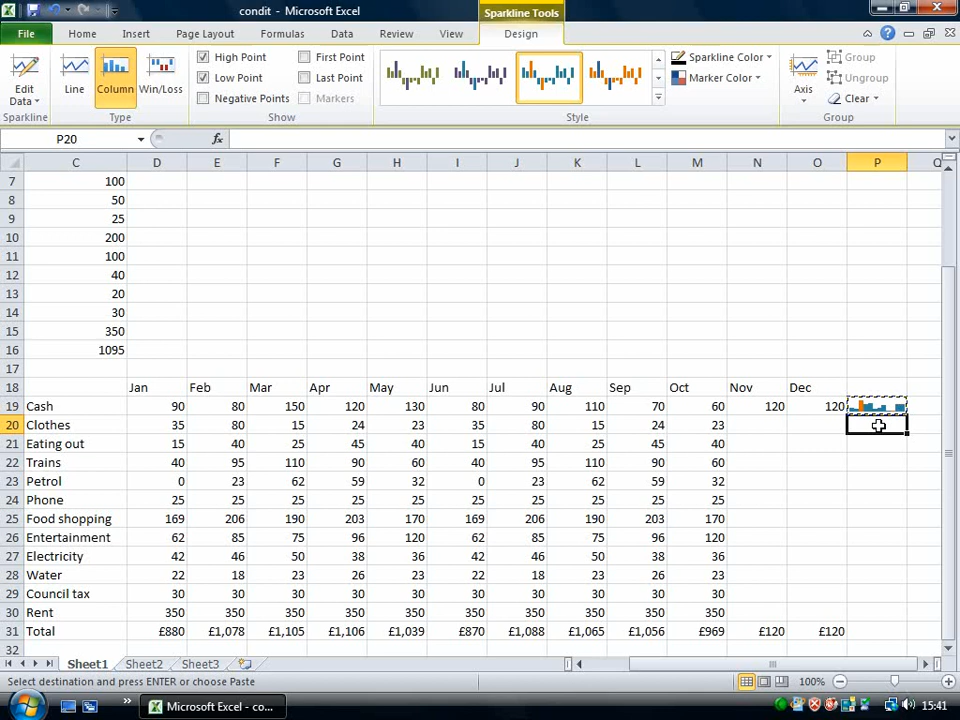 condit - Microsoft Excel
Sparkline Tools
File Home Insert Page Layout Formulas Data Review View Design
Edit Data
Line Column Win/Loss
High Point First Point
Low Point Last Point
Negative Points Markers
Sparkline Color
Marker Color
Axis
Group
Ungroup
Clear
Sparkline Type Show Style Group
P20 fx
C D E F G H I J K L M N O P Q
7 100
8 50
9 25
10 200
11 100
12 40
13 20
14 30
15 350
16 1095
17
18 Jan Feb Mar Apr May Jun Jul Aug Sep Oct Nov Dec
19 Cash 90 80 150 120 130 80 90 110 70 60 120 120
20 Clothes 35 80 15 24 23 35 80 15 24 23
21 Eating out 15 40 25 45 40 15 40 25 45 40
22 Trains 40 95 110 90 60 40 95 110 90 60
23 Petrol 0 23 62 59 32 0 23 62 59 32
24 Phone 25 25 25 25 25 25 25 25 25 25
25 Food shopping 169 206 190 203 170 169 206 190 203 170
26 Entertainment 62 85 75 96 120 62 85 75 96 120
27 Electricity 42 46 50 38 36 42 46 50 38 36
28 Water 22 18 23 26 23 22 18 23 26 23
29 Council tax 30 30 30 30 30 30 30 30 30 30
30 Rent 350 350 350 350 350 350 350 350 350 350
31 Total £880 £1,078 £1,105 £1,106 £1,039 £870 £1,088 £1,065 £1,056 £969 £120 £120
32
Sheet1 Sheet2 Sheet3
Select destination and press ENTER or choose Paste 100%
Microsoft Excel - co... 15:41